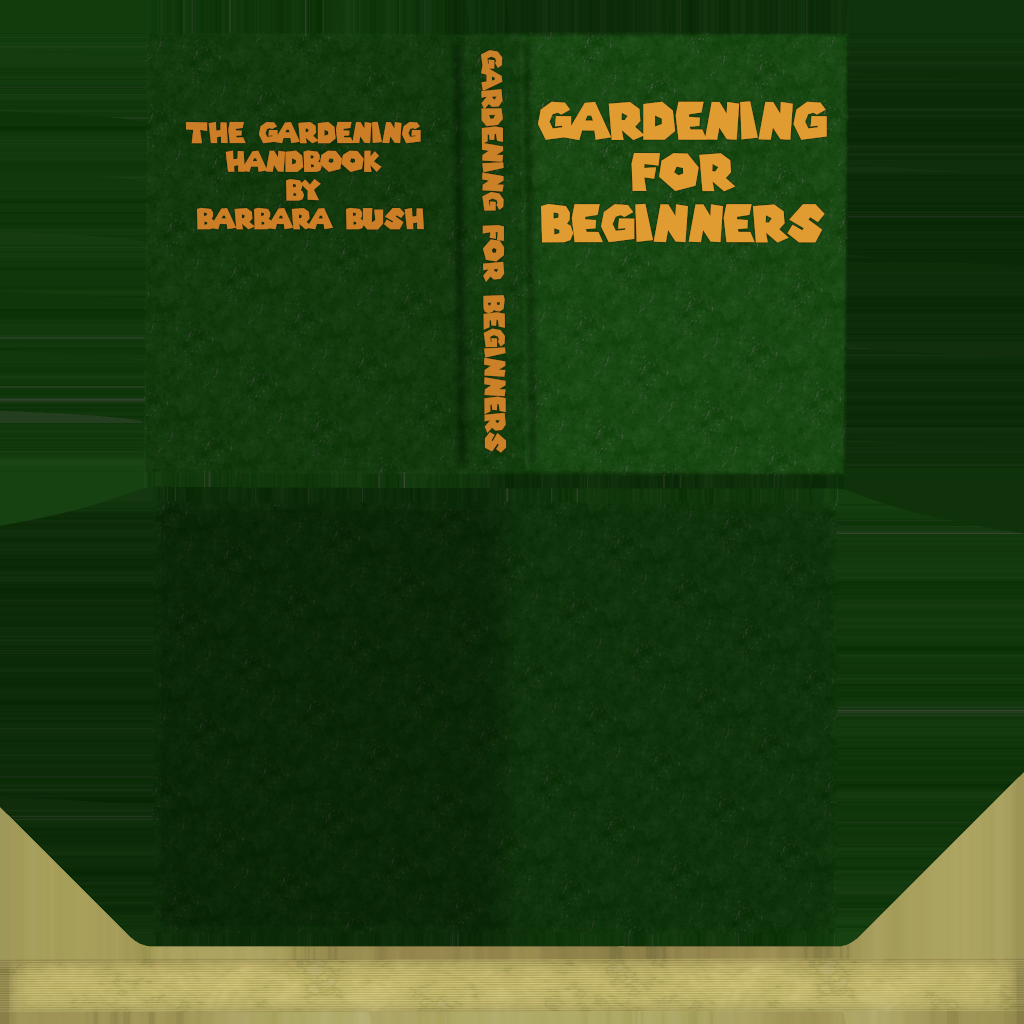 THE GARDENING
HANDBOOK
BY
BARBARA BUSH
GARDENING FOR BEGINNERS
GARDENING
FOR
BEGINNERS